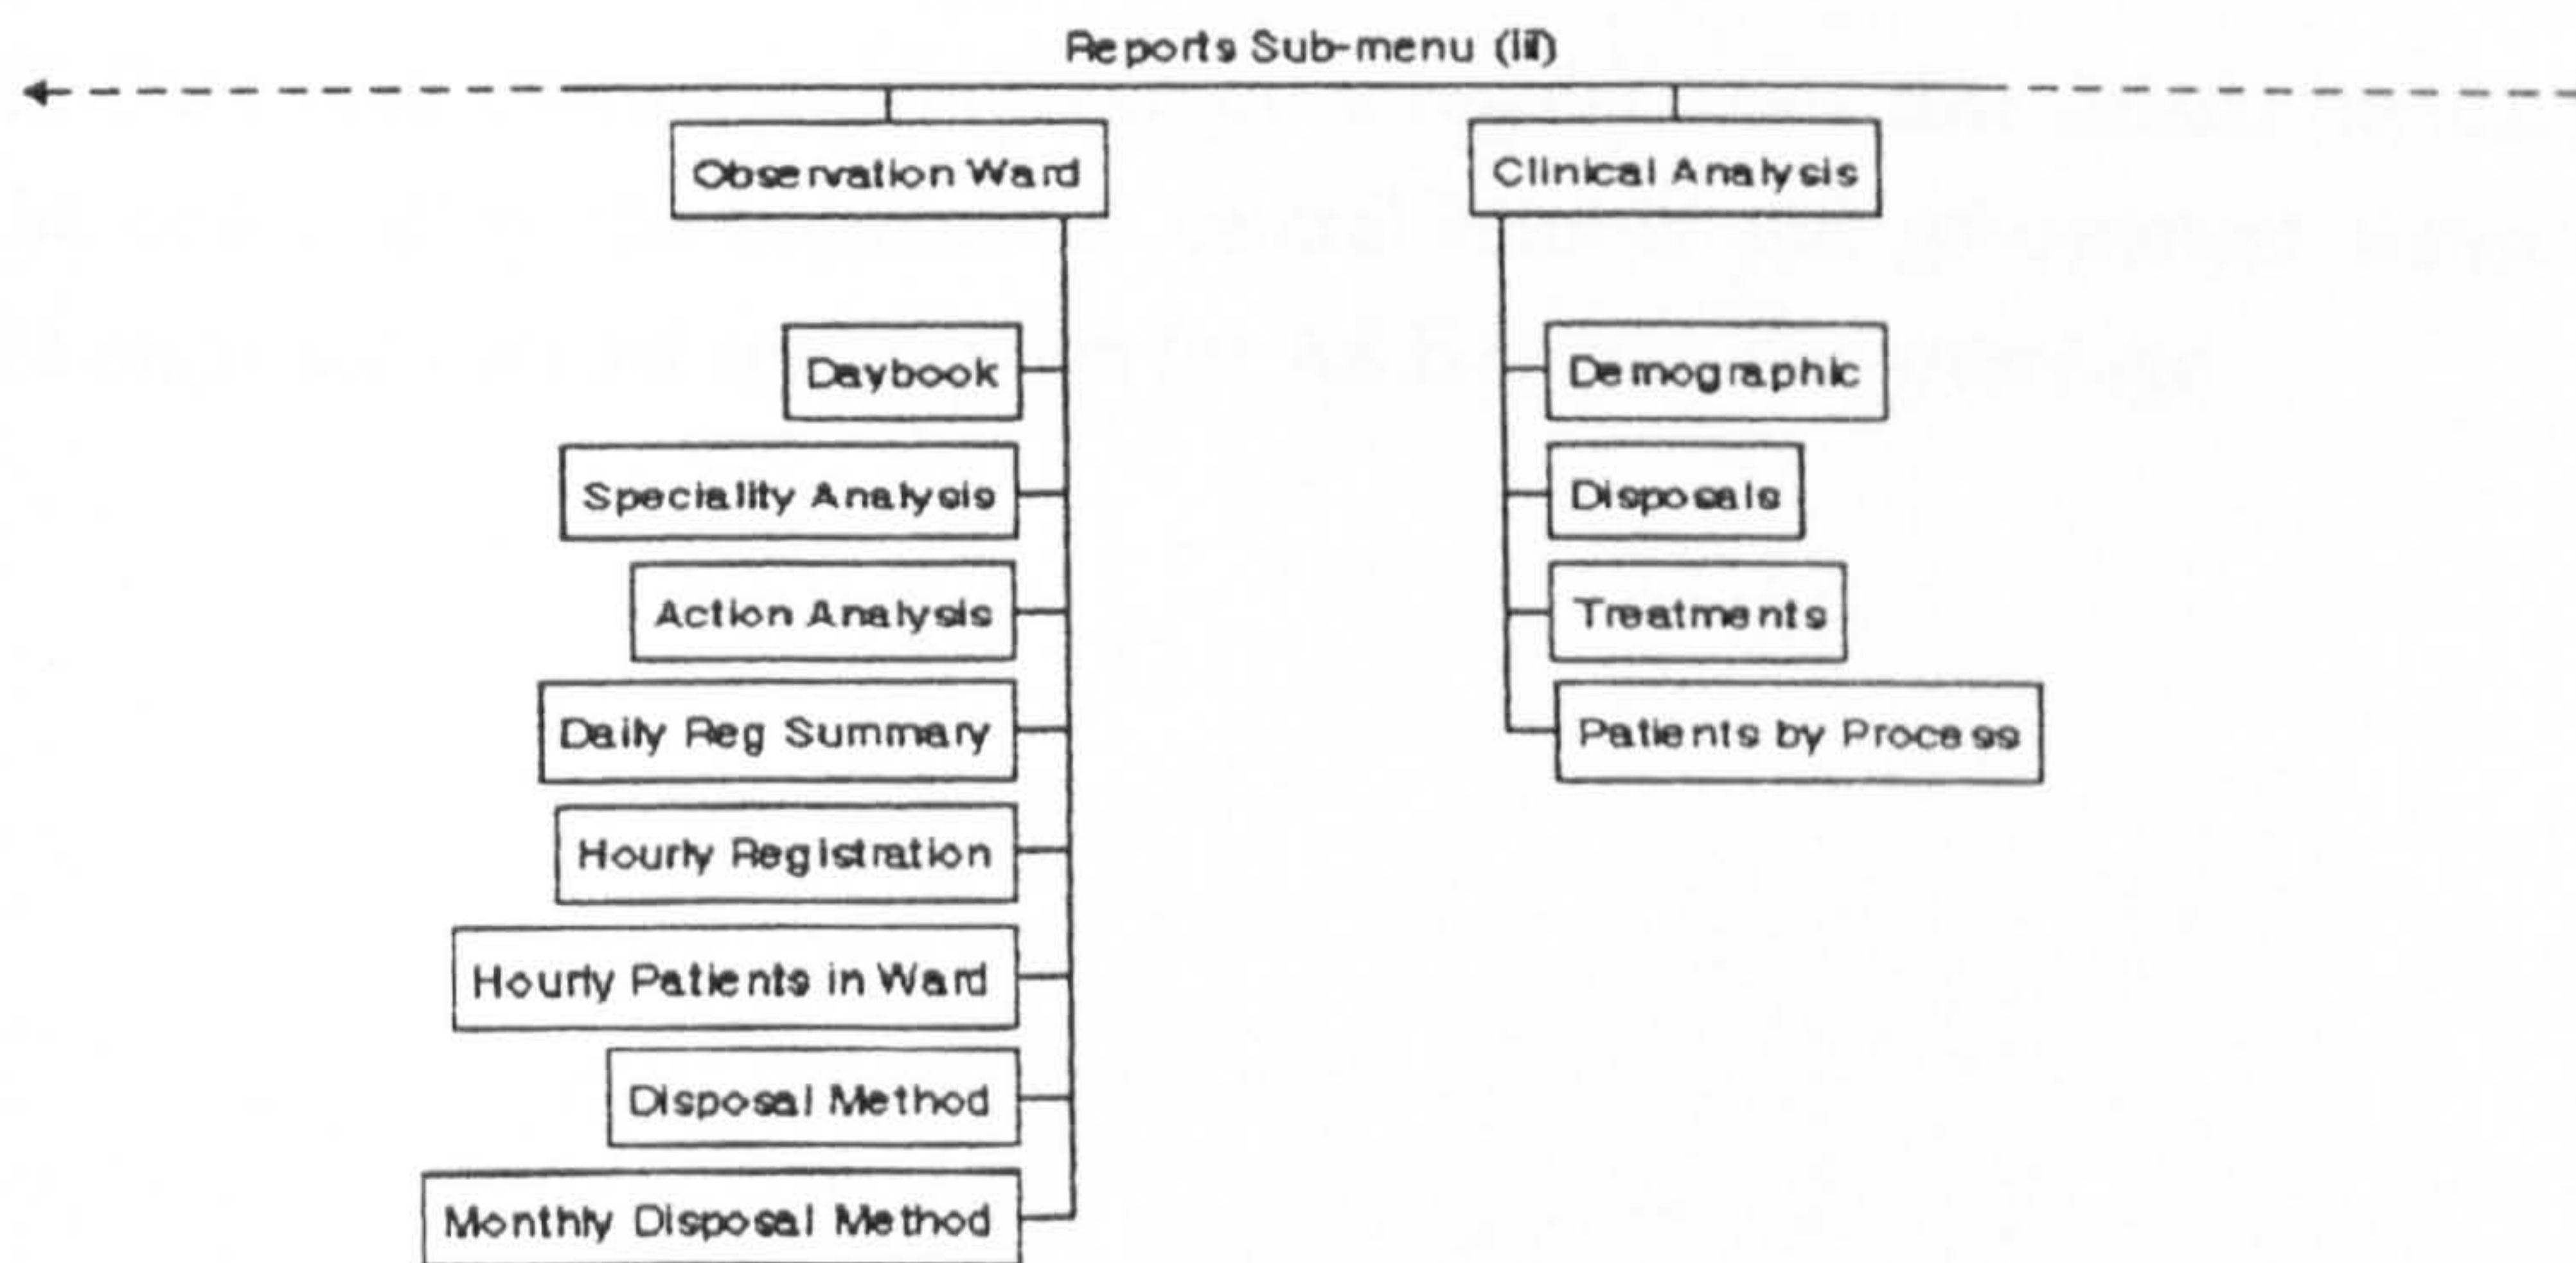 Reports Sub-menu (iii)
Observation Ward
Daybook
Speciality Analysis
Action Analysis
Daily Reg Summary
Hourly Registration
Hourly Patients in Ward
Disposal Method
Monthly Disposal Method
Clinical Analysis
Demographic
Disposals
Treatments
Patients by Process